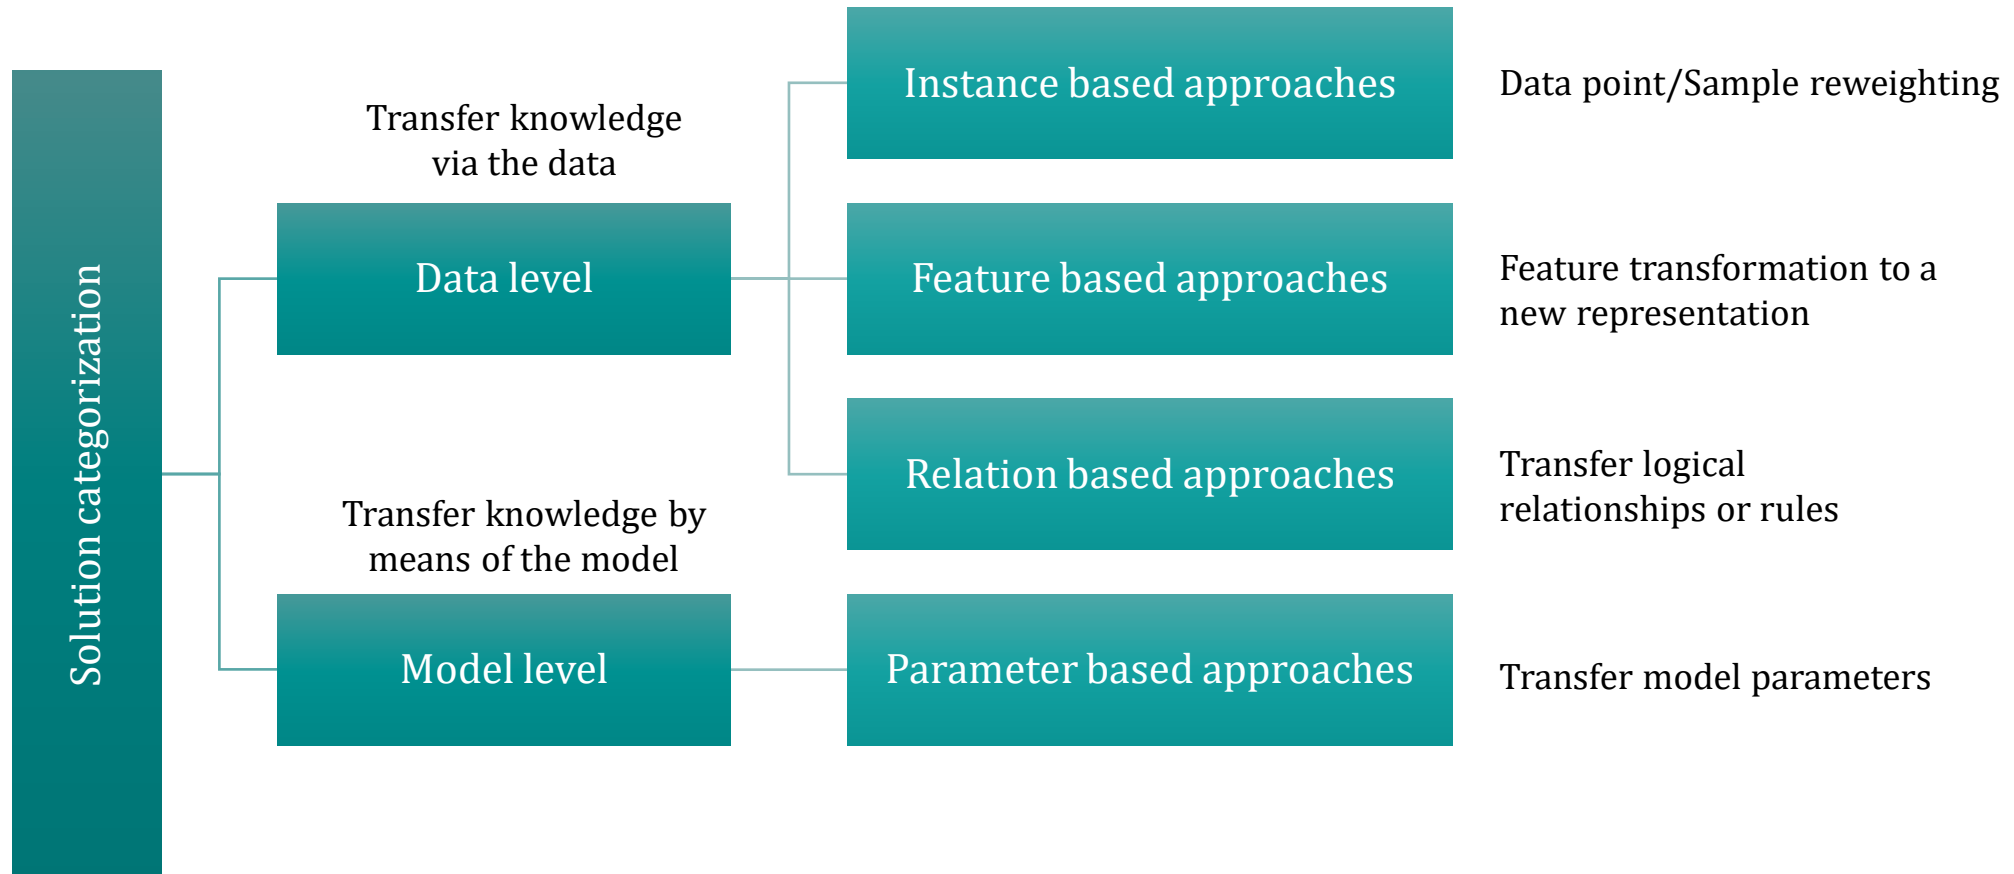 Solution categorization
Transfer knowledge
via the data
Data level
Transfer knowledge by
means of the model
Model level
Instance based approaches
Data point/Sample reweighting
Feature based approaches
Feature transformation to a
new representation
Relation based approaches
Transfer logical
relationships or rules
Parameter based approaches
Transfer model parameters